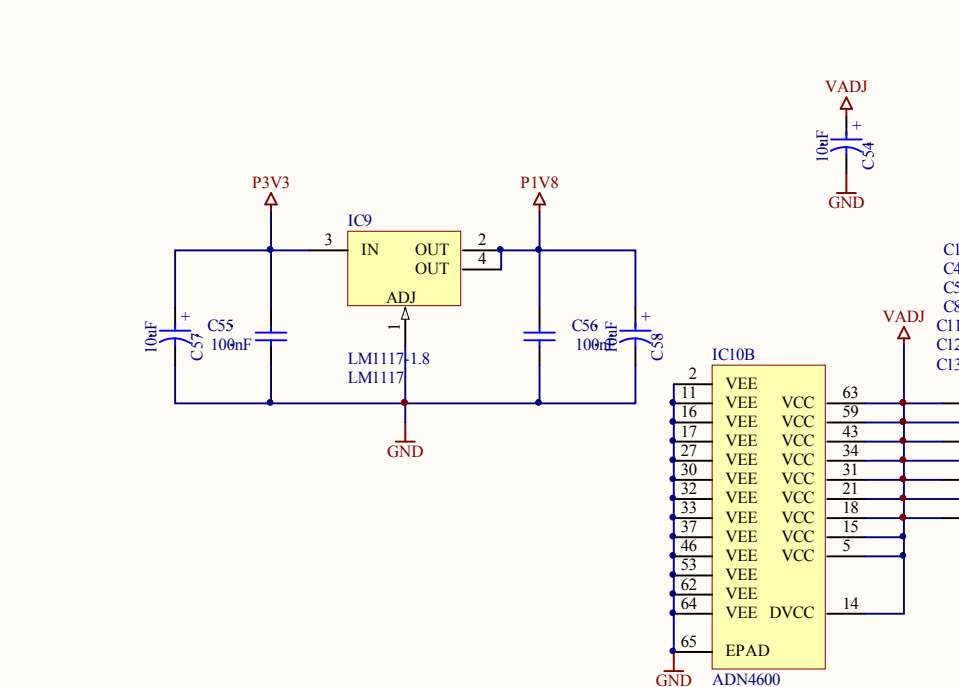 VADJ
+
10uF
C54
GND
P3V3
P1V8
IC9
3
IN
OUT
2
OUT
4
ADJ
1
+
10uF
C57
C55
100nF
LM1117-1.8
LM1117
C56
100nF
+
10uF
C58
GND
C1
C4
C5
C8
C11
C12
C13
VADJ
IC10B
2 VEE
11 VEE VCC 63
16 VEE VCC 59
17 VEE VCC 43
27 VEE VCC 34
30 VEE VCC 31
32 VEE VCC 21
33 VEE VCC 18
37 VEE VCC 15
46 VEE VCC 5
53 VEE
62 VEE
64 VEE DVCC 14
65 EPAD
GND
ADN4600